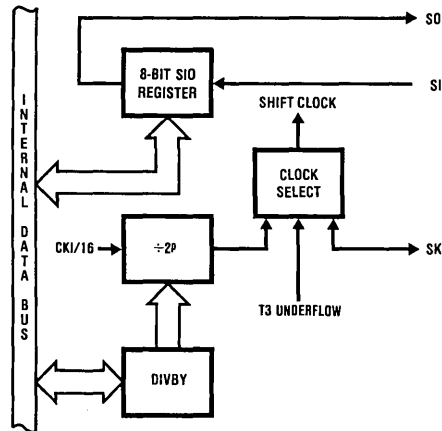 SO
8-BIT SIO
REGISTER
SI
SHIFT CLOCK
INTERNAL DATA BUS
CLOCK
SELECT
CKI/16
÷2ᵖ
SK
T3 UNDERFLOW
DIVBY